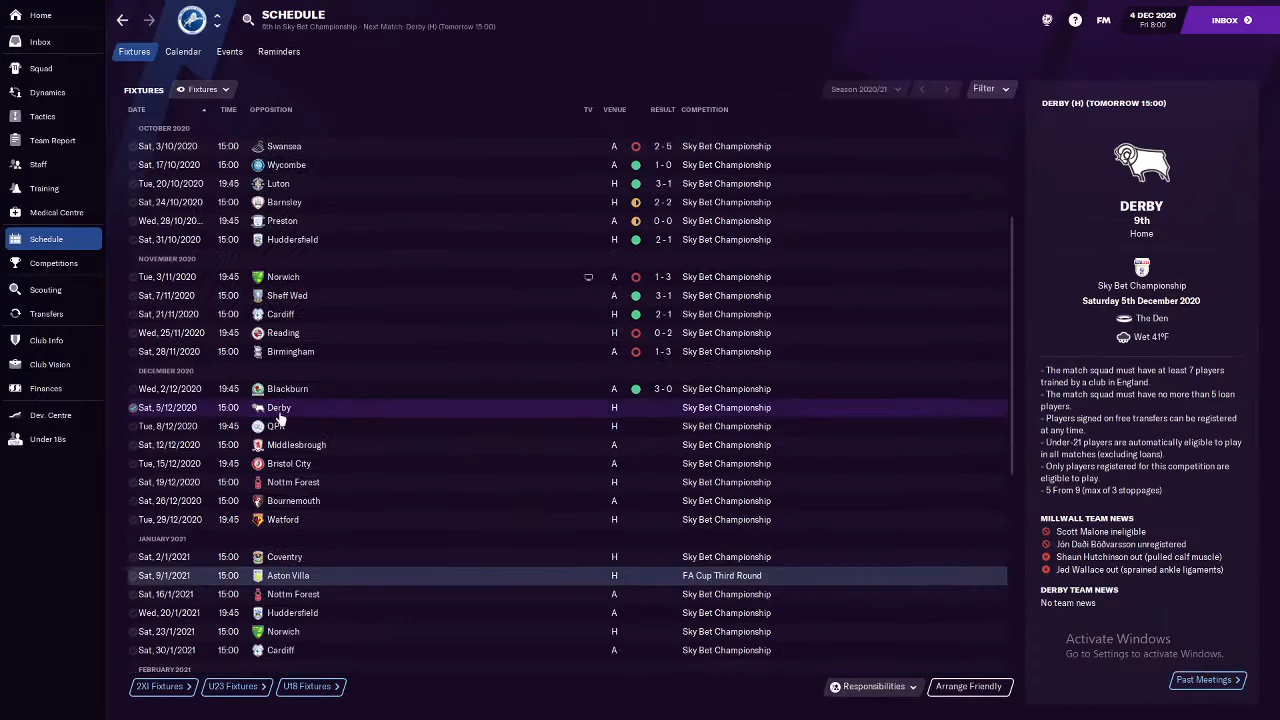 Home
Inbox
Squad
Dynamics
Tactics
Team Report
Staff
Training
Medical Centre
Schedule
Competitions
Scouting
Transfers
Club Info
Club Vision
Finances
Dev. Centre
Under 18s
SCHEDULE
6th in Sky Bet Championship - Next Match: Derby (H) (Tomorrow 15:00)
FM
4 DEC 2020
Fri 8:00
INBOX
Fixtures Calendar Events Reminders
FIXTURES Fixtures Season 2020/21 Filter
DATE TIME OPPOSITION TV VENUE RESULT COMPETITION
OCTOBER 2020
Sat, 3/10/2020 15:00 Swansea A 2 - 5 Sky Bet Championship
Sat, 17/10/2020 15:00 Wycombe A 1 - 0 Sky Bet Championship
Tue, 20/10/2020 19:45 Luton H 3 - 1 Sky Bet Championship
Sat, 24/10/2020 15:00 Barnsley H 2 - 2 Sky Bet Championship
Wed, 28/10/20... 19:45 Preston A 0 - 0 Sky Bet Championship
Sat, 31/10/2020 15:00 Huddersfield H 2 - 1 Sky Bet Championship
NOVEMBER 2020
Tue, 3/11/2020 19:45 Norwich A 1 - 3 Sky Bet Championship
Sat, 7/11/2020 15:00 Sheff Wed A 3 - 1 Sky Bet Championship
Sat, 21/11/2020 15:00 Cardiff H 2 - 1 Sky Bet Championship
Wed, 25/11/2020 19:45 Reading H 0 - 2 Sky Bet Championship
Sat, 28/11/2020 15:00 Birmingham A 1 - 3 Sky Bet Championship
DECEMBER 2020
Wed, 2/12/2020 19:45 Blackburn A 3 - 0 Sky Bet Championship
Sat, 5/12/2020 15:00 Derby H Sky Bet Championship
Tue, 8/12/2020 19:45 QPR H Sky Bet Championship
Sat, 12/12/2020 15:00 Middlesbrough A Sky Bet Championship
Tue, 15/12/2020 19:45 Bristol City A Sky Bet Championship
Sat, 19/12/2020 15:00 Nottm Forest H Sky Bet Championship
Sat, 26/12/2020 15:00 Bournemouth A Sky Bet Championship
Tue, 29/12/2020 19:45 Watford H Sky Bet Championship
JANUARY 2021
Sat, 2/1/2021 15:00 Coventry H Sky Bet Championship
Sat, 9/1/2021 15:00 Aston Villa H FA Cup Third Round
Sat, 16/1/2021 15:00 Nottm Forest A Sky Bet Championship
Wed, 20/1/2021 19:45 Huddersfield H Sky Bet Championship
Sat, 23/1/2021 15:00 Norwich H Sky Bet Championship
Sat, 30/1/2021 15:00 Cardiff A Sky Bet Championship
FEBRUARY 2021
2XI Fixtures U23 Fixtures U18 Fixtures Responsibilities Arrange Friendly
DERBY (H) (TOMORROW 15:00)
DERBY
9th
Home
Sky Bet Championship
Saturday 5th December 2020
The Den
Wet 41°F
- The match squad must have at least 7 players
trained by a club in England.
- The match squad must have no more than 5 loan
players.
- Players signed on free transfers can be registered
at any time.
- Under-21 players are automatically eligible to play
in all matches (excluding loans).
- Only players registered for this competition are
eligible to play.
- 5 From 9 (max of 3 stoppages)
MILLWALL TEAM NEWS
Scott Malone ineligible
Jón Daði Böðvarsson unregistered
Shaun Hutchinson out (pulled calf muscle)
Jed Wallace out (sprained ankle ligaments)
DERBY TEAM NEWS
No team news
Activate Windows
Go to Settings to activate Windows.
Past Meetings